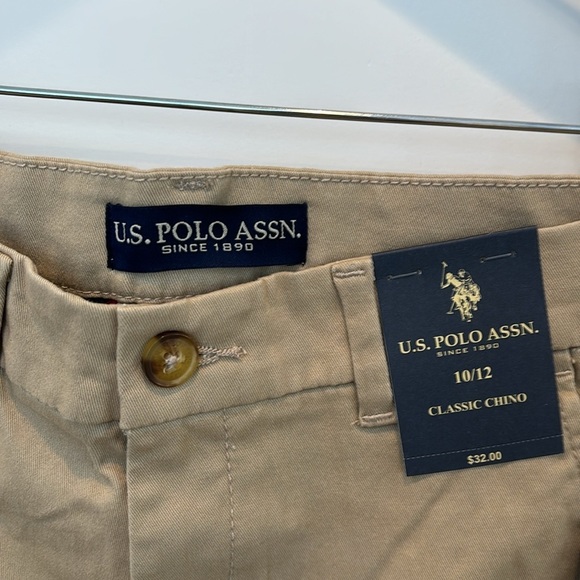 U.S. POLO ASSN.
SINCE 1890
U.S. POLO ASSN.
SINCE 1890
10/12
CLASSIC CHINO
$32.00